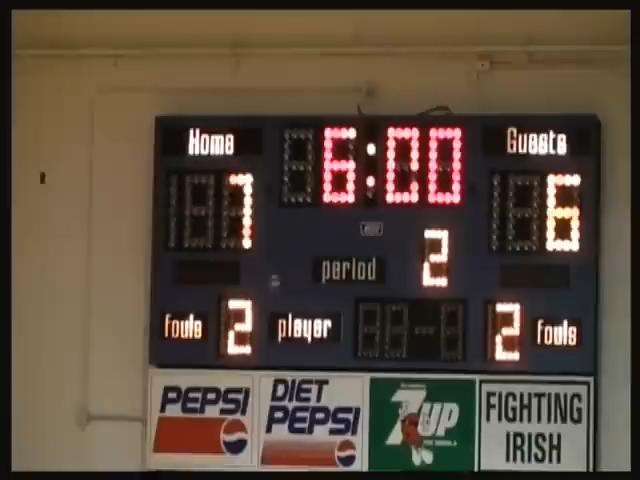 Home 6:00 Guests
7 6
period 2
fouls 2 player 2 fouls
PEPSI DIET PEPSI 7UP FIGHTING IRISH